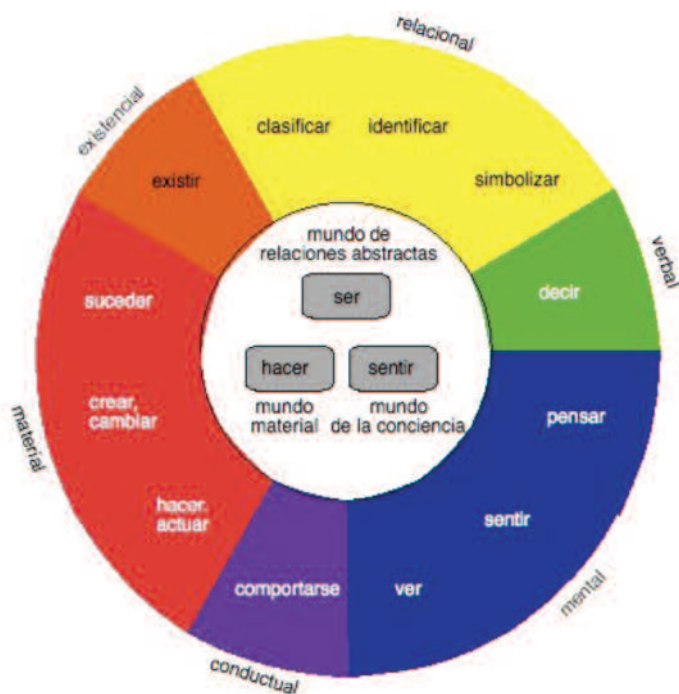 relacional
existencial
clasificar
identificar
simbolizar
existir
verbal
mundo de
relaciones abstractas
ser
decir
suceder
hacer
sentir
mundo
material
mundo
de la conciencia
crear,
cambiar
pensar
material
hacer.
actuar
sentir
comportarse
ver
mental
conductual